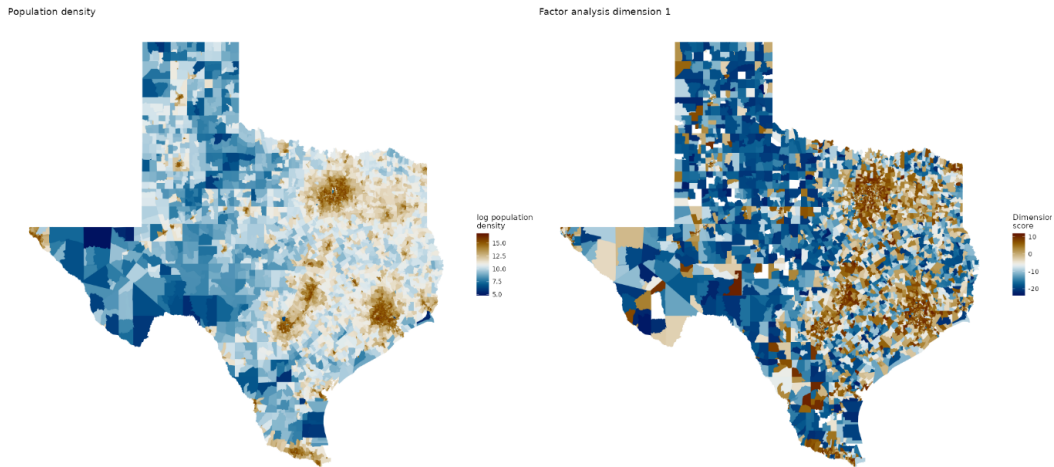 Population density
log population
density
15.0
12.5
10.0
7.5
5.0
Factor analysis dimension 1
Dimension
score
10
0
-10
-20